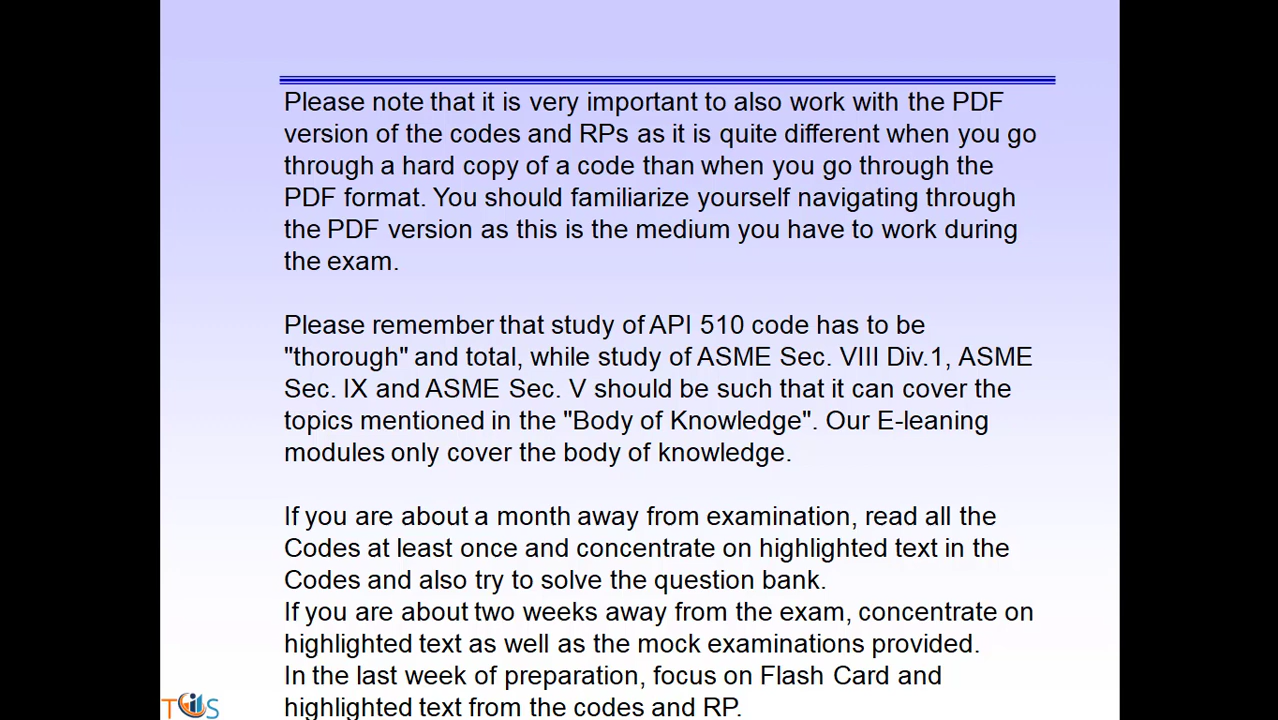 Please note that it is very important to also work with the PDF
version of the codes and RPs as it is quite different when you go
through a hard copy of a code than when you go through the
PDF format. You should familiarize yourself navigating through
the PDF version as this is the medium you have to work during
the exam.
Please remember that study of API 510 code has to be
"thorough" and total, while study of ASME Sec. VIII Div.1, ASME
Sec. IX and ASME Sec. V should be such that it can cover the
topics mentioned in the "Body of Knowledge". Our E-leaning
modules only cover the body of knowledge.
If you are about a month away from examination, read all the
Codes at least once and concentrate on highlighted text in the
Codes and also try to solve the question bank.
If you are about two weeks away from the exam, concentrate on
highlighted text as well as the mock examinations provided.
In the last week of preparation, focus on Flash Card and
highlighted text from the codes and RP.